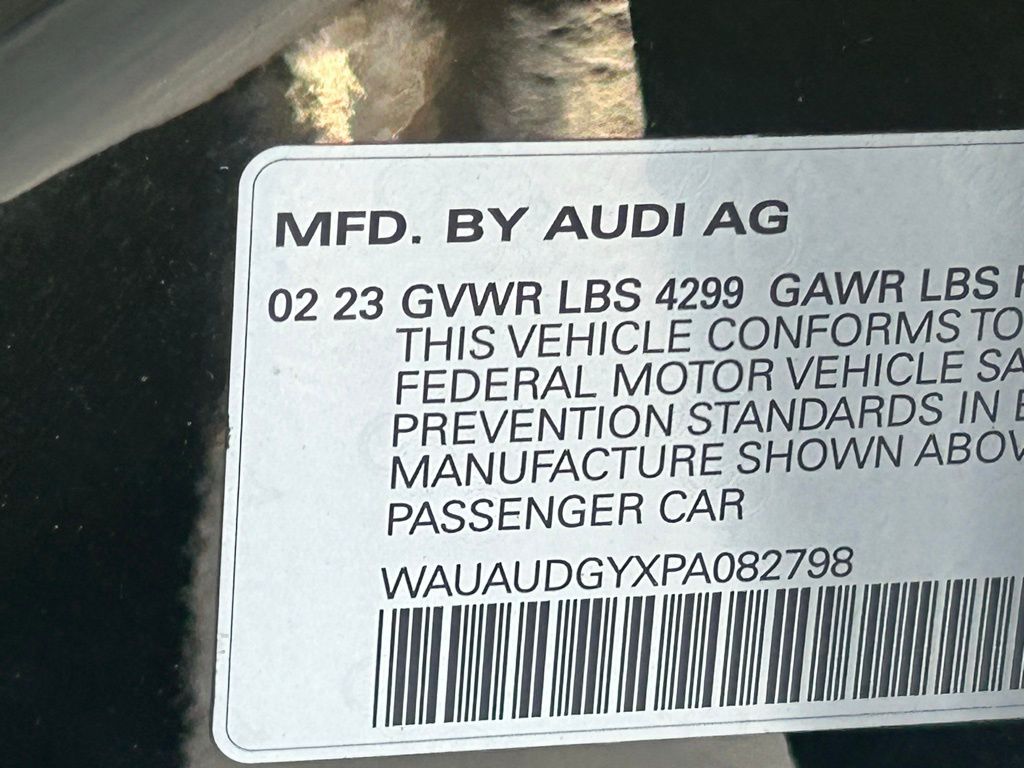 MFD. BY AUDI AG
02 23 GVWR LBS 4299 GAWR LBS
THIS VEHICLE CONFORMS TO
FEDERAL MOTOR VEHICLE
PREVENTION STANDARDS IN
MANUFACTURE SHOWN
PASSENGER CAR
WAUAUDGYXPA082798